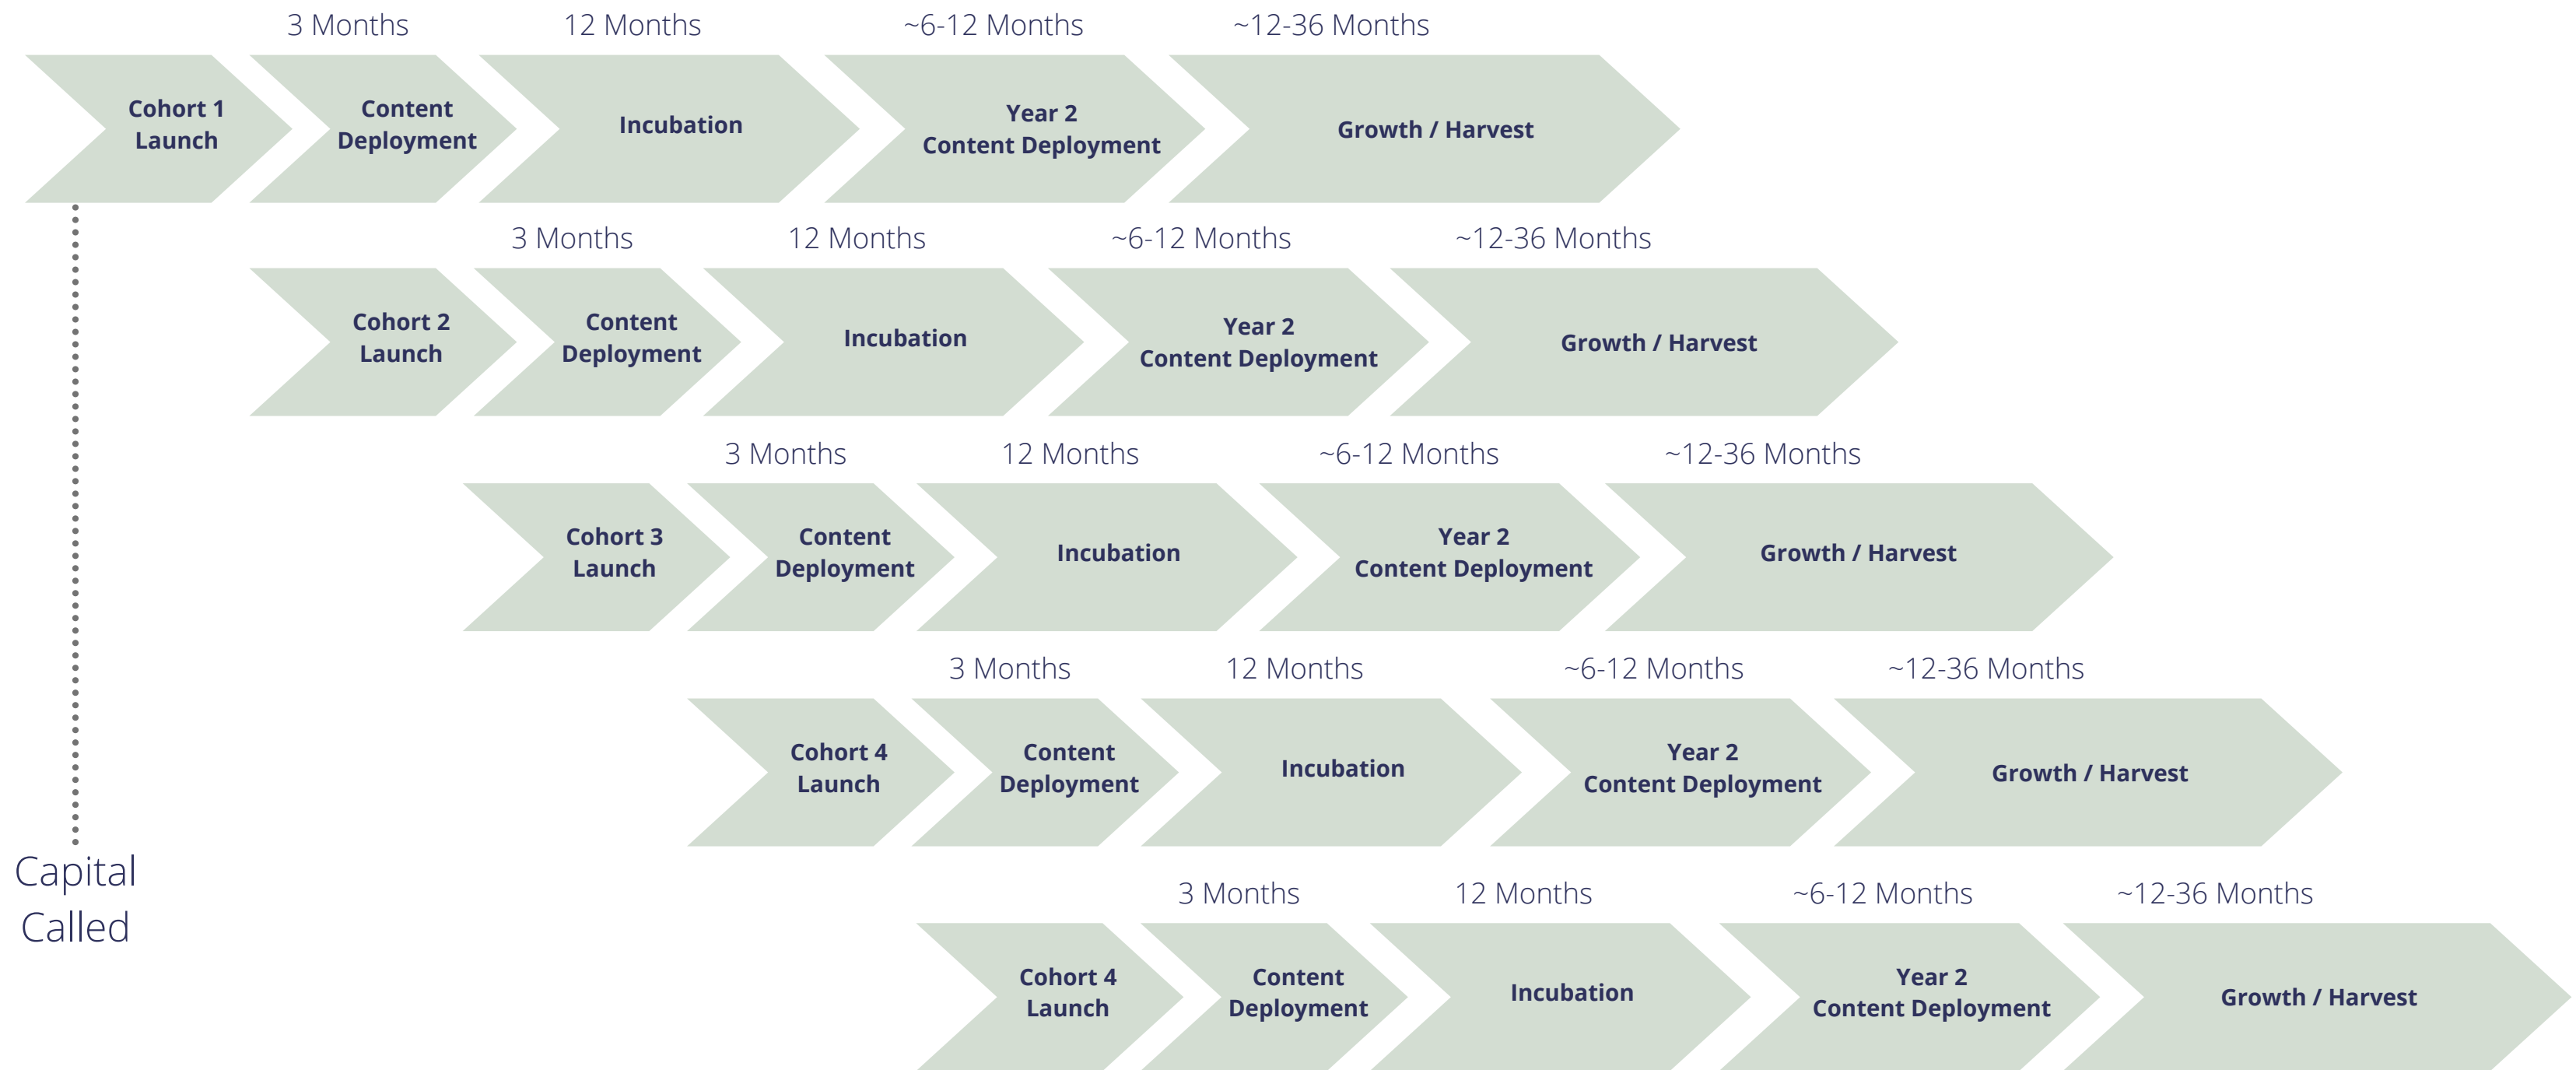 3 Months
12 Months
~6-12 Months
~12-36 Months
Cohort 1
Launch
Content
Deployment
Incubation
Year 2
Content Deployment
Growth / Harvest
3 Months
12 Months
~6-12 Months
~12-36 Months
Cohort 2
Launch
Content
Deployment
Incubation
Year 2
Content Deployment
Growth / Harvest
3 Months
12 Months
~6-12 Months
~12-36 Months
Cohort 3
Launch
Content
Deployment
Incubation
Year 2
Content Deployment
Growth / Harvest
3 Months
12 Months
~6-12 Months
~12-36 Months
Cohort 4
Launch
Content
Deployment
Incubation
Year 2
Content Deployment
Growth / Harvest
Capital
Called
3 Months
12 Months
~6-12 Months
~12-36 Months
Cohort 4
Launch
Content
Deployment
Incubation
Year 2
Content Deployment
Growth / Harvest